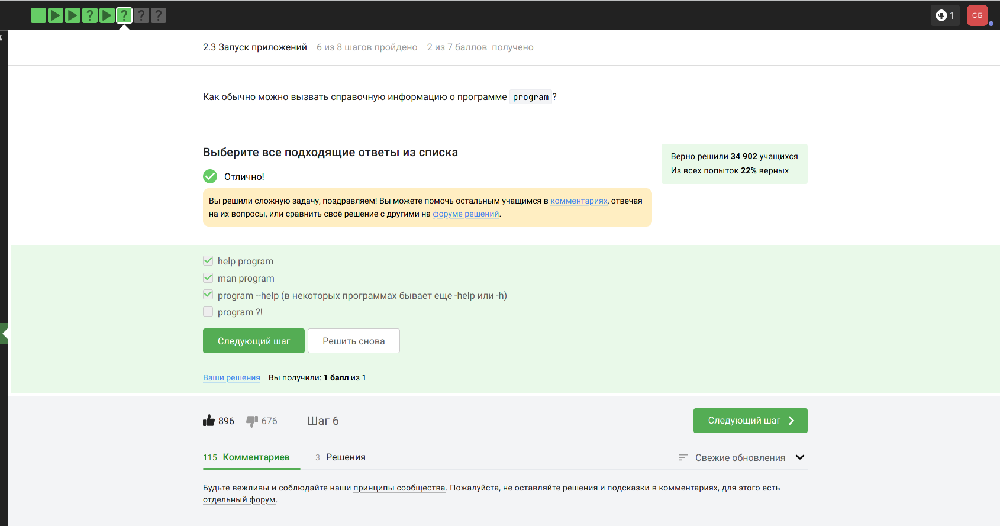 ? ? ? ?
1
СБ
2.3 Запуск приложений 6 из 8 шагов пройдено 2 из 7 баллов получено
Как обычно можно вызвать справочную информацию о программе program?
Выберите все подходящие ответы из списка
Верно решили 34 902 учащихся
Из всех попыток 22% верных
Отлично!
Вы решили сложную задачу, поздравляем! Вы можете помочь остальным учащимся в комментариях, отвечая
на их вопросы, или сравнить своё решение с другими на форуме решений.
help program
man program
program --help (в некоторых программах бывает еще -help или -h)
program ?!
Следующий шаг Решить снова
Ваши решения Вы получили: 1 балл из 1
896 676 Шаг 6 Следующий шаг
115 Комментариев 3 Решения Свежие обновления
Будьте вежливы и соблюдайте наши принципы сообщества. Пожалуйста, не оставляйте решения и подсказки в комментариях, для этого есть
отдельный форум.